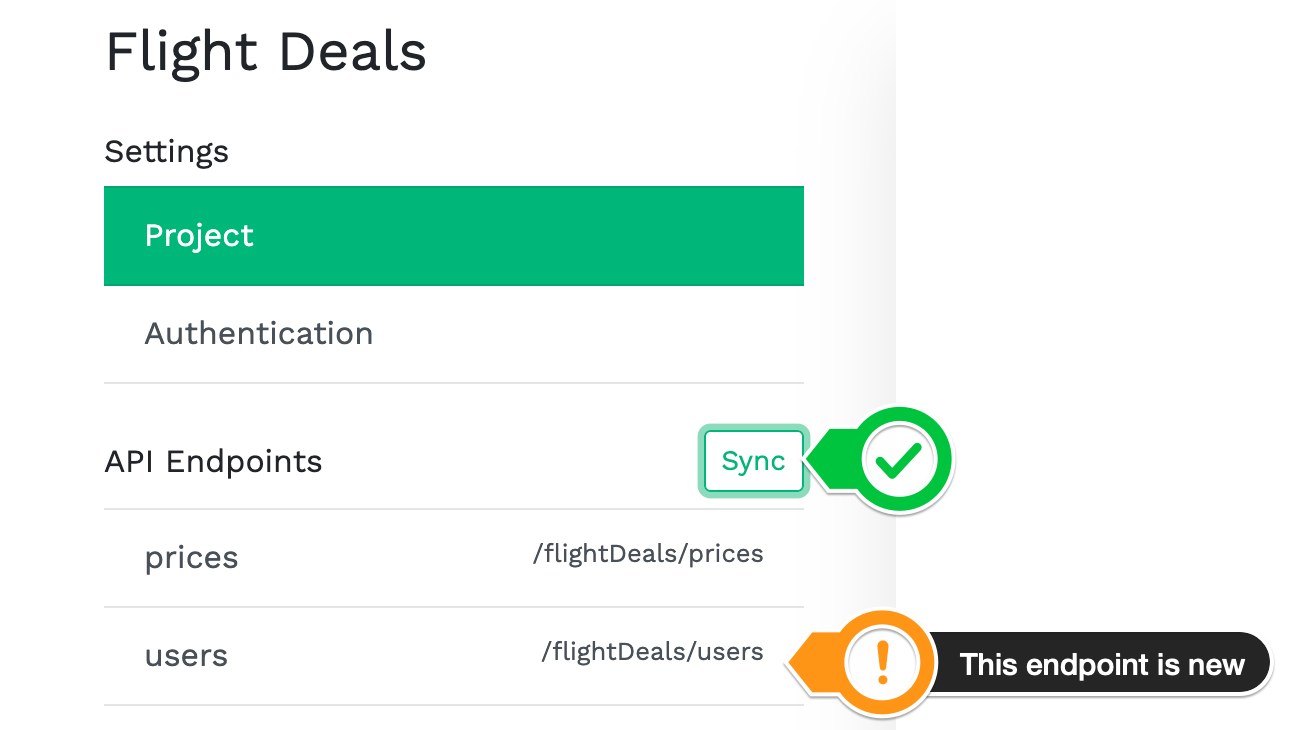 Flight Deals
Settings
Project
Authentication
API Endpoints Sync
prices /flightDeals/prices
users /flightDeals/users This endpoint is new